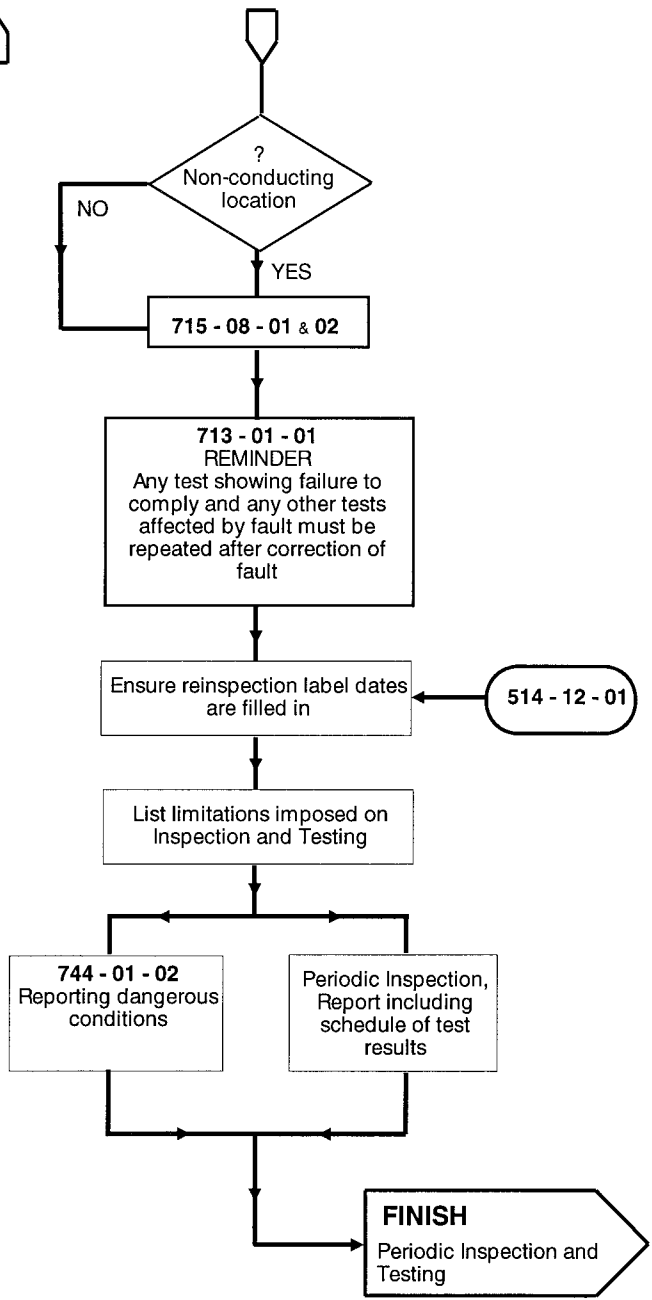 ?
Non-conducting
location
NO
YES
715 - 08 - 01 & 02
713 - 01 - 01
REMINDER
Any test showing failure to
comply and any other tests
affected by fault must be
repeated after correction of
fault
Ensure reinspection label dates
are filled in
514 - 12 - 01
List limitations imposed on
Inspection and Testing
744 - 01 - 02
Reporting dangerous
conditions
Periodic Inspection,
Report including
schedule of test
results
FINISH
Periodic Inspection and
Testing